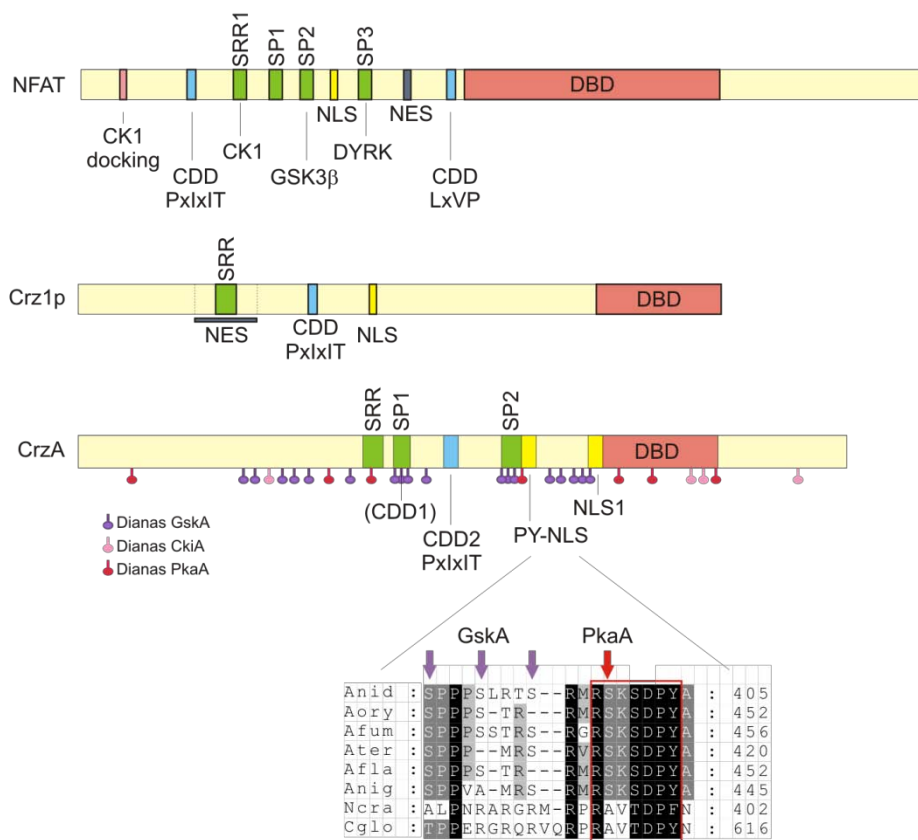 SRR1
SP1
SP2
SP3
NFAT
DBD
NLS
NES
CK1
docking
CDD
PxIxIT
CK1
GSK3β
DYRK
CDD
LxVP
SRR
Crz1p
DBD
NES
CDD
PxIxIT
NLS
SRR
SP1
SP2
CrzA
DBD
(CDD1)
CDD2
PxIxIT
PY-NLS
NLS1
Dianas GskA
Dianas CkiA
Dianas PkaA
GskA
PkaA
Anid :SPPPSLRTS--RMRSKSDPYA : 405
Aory :SPPPS-TR---RMRSKSDPYA : 452
Afum :SPPPSSTRS--RGRSKSDPYA : 456
Ater :SPPP--MRS--RVRSKSDPYA : 420
Afla :SPPPS-TR---RMRSKSDPYA : 452
Anig :SPPVA-MRS--RMRSKSDPYA : 445
Ncra :ALPNRARGRM-RPRAVTDPFN : 402
Cglo :TPPERGRQRVQRPRAVTDPYN : 616